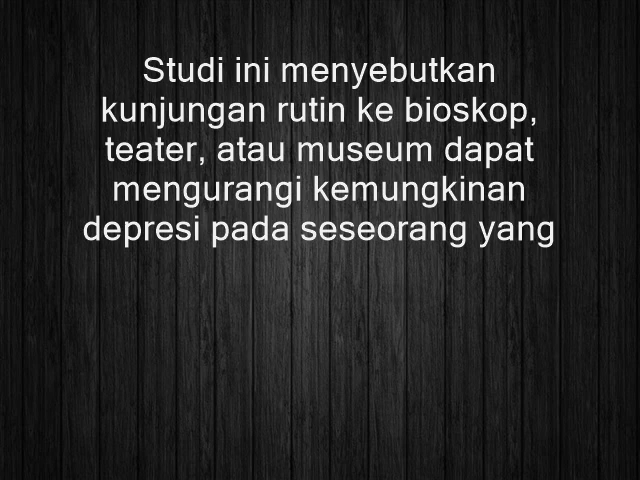 Studi ini menyebutkan
kunjungan rutin ke bioskop,
teater, atau museum dapat
mengurangi kemungkinan
depresi pada seseorang yang